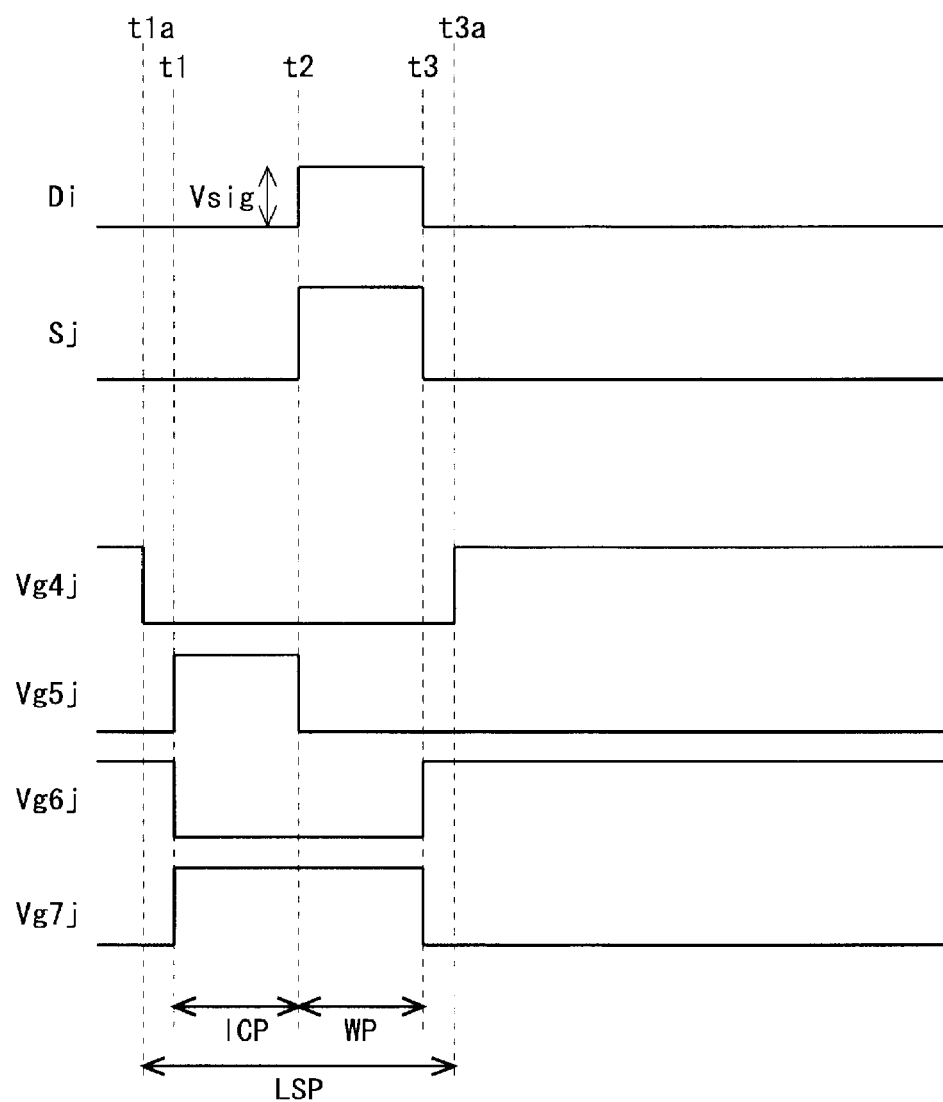 t1a t3a
t1 t2 t3
Di
Vsig
Sj
Vg4j
Vg5j
Vg6j
Vg7j
ICP WP
LSP